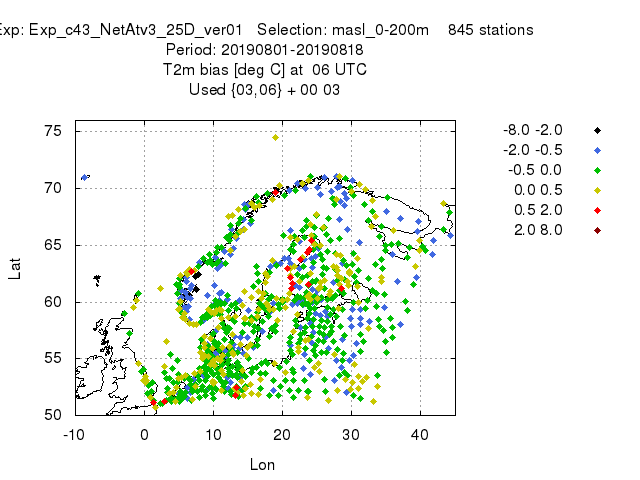 Exp: Exp_c43_NetAtv3_25D_ver01 Selection: masl_0-200m 845 stations
Period: 20190801-20190818
T2m bias [deg C] at 06 UTC
Used {03,06} + 00 03
75
70
65
60
55
50
-10 0 10 20 30 40
Lat
Lon
-8.0 -2.0
-2.0 -0.5
-0.5 0.0
0.0 0.5
0.5 2.0
2.0 8.0